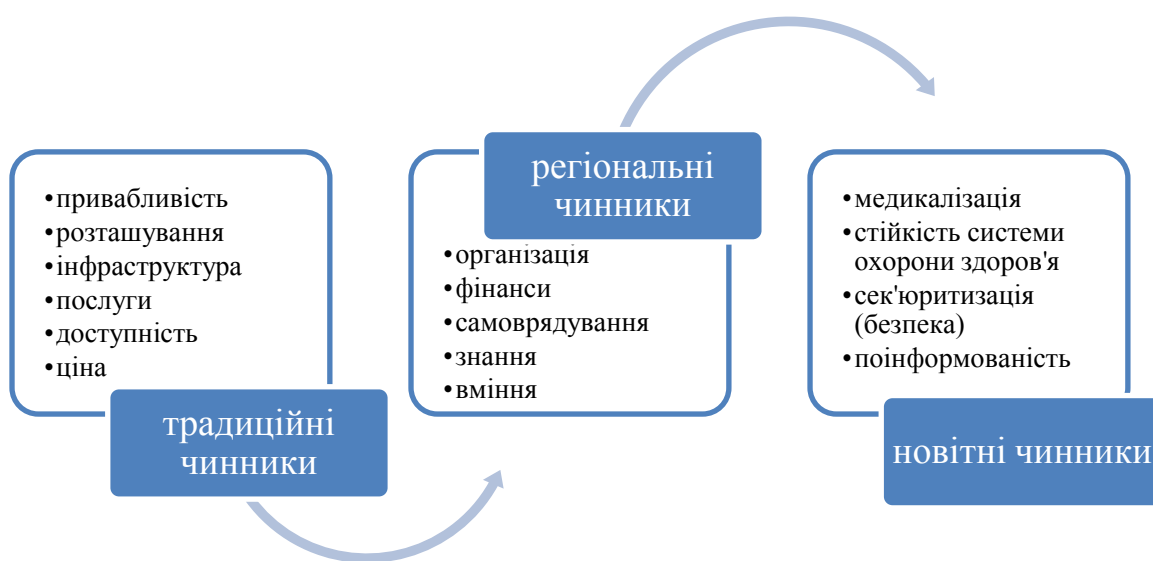 •привабливість
•розташування
•інфраструктура
•послуги
•доступність
•ціна
традиційні
чинники
регіональні
чинники
•організація
•фінанси
•самоврядування
•знання
•вміння
•медикалізація
•стійкість системи
охорони здоров'я
•сек'юритизація
(безпека)
•поінформованість
новітні чинники